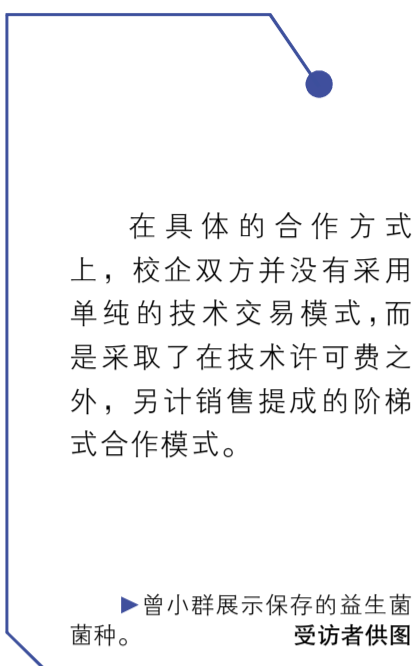 在具体的合作方式
上，校企双方并没有采用
单纯的技术交易模式，而
是采取了在技术许可费之
外，另计销售提成的阶梯
式合作模式。
▶曾小群展示保存的益生菌
菌种。 受访者供图